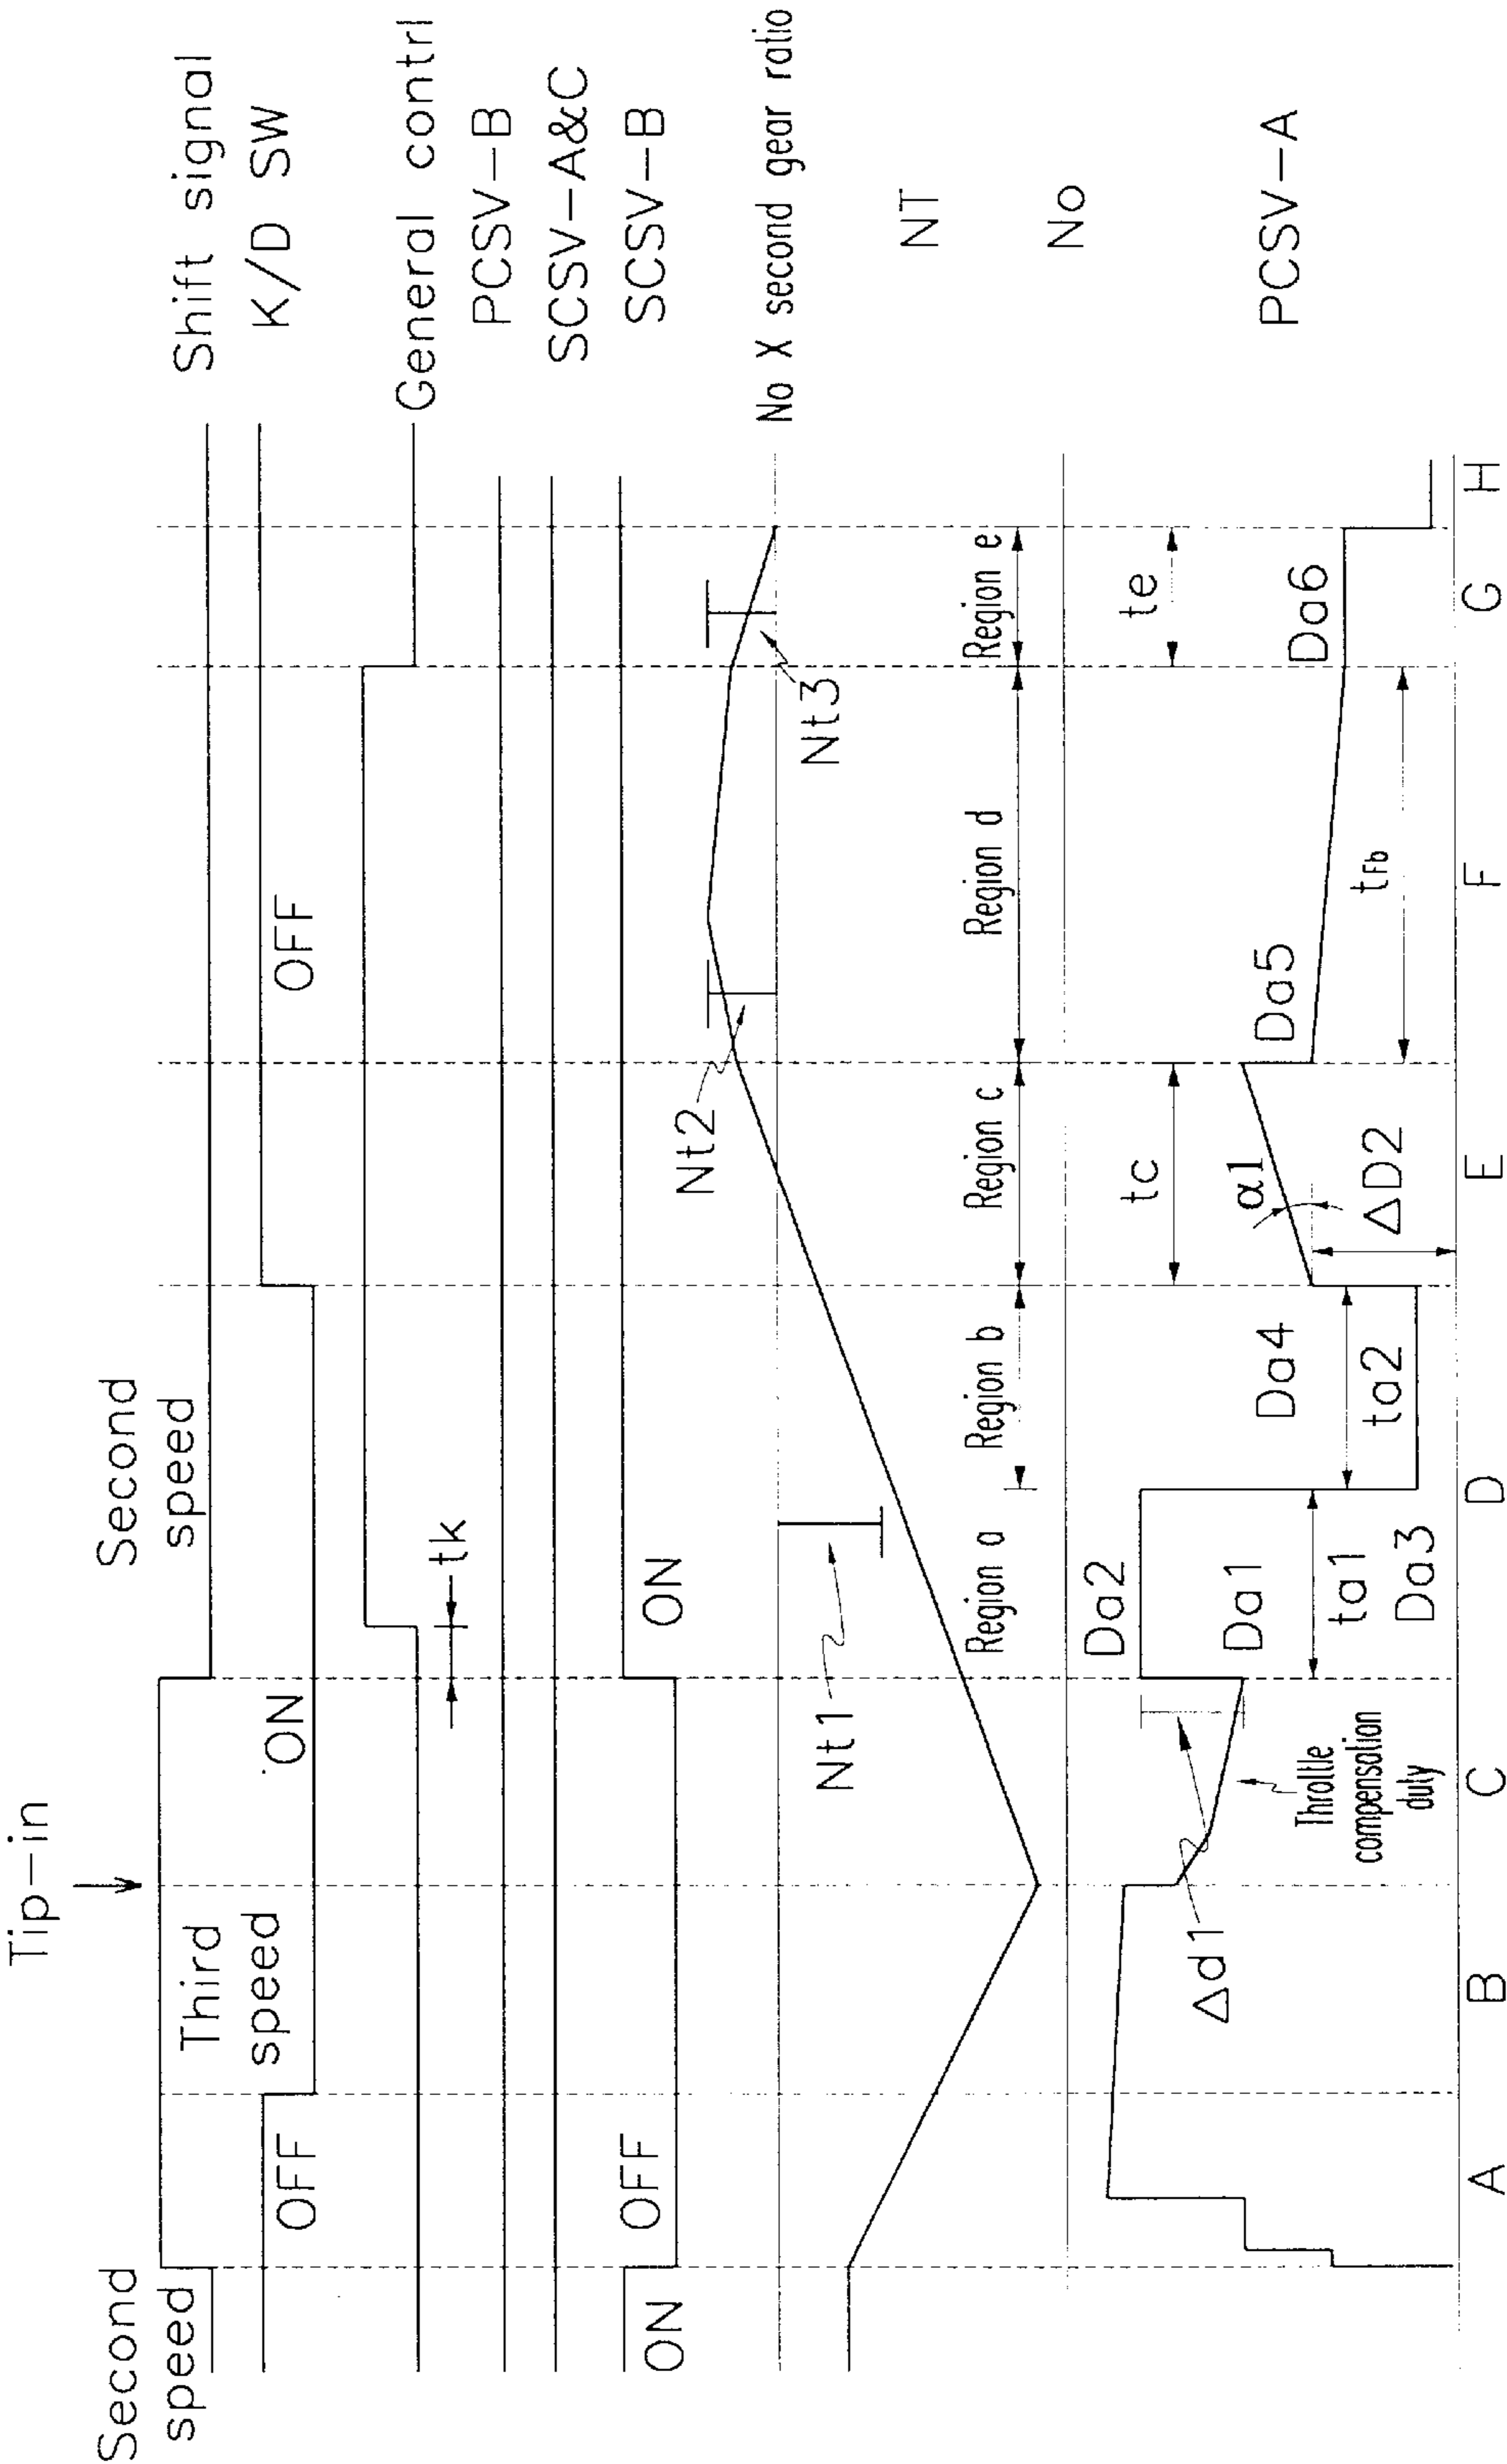 Tip-in
Second
speed
Third
speed
Second
speed
Shift signal
OFF
ON
OFF
K/D SW
tk
General contrl
PCSV-B
SCSV-A&C
ON
OFF
ON
SCSV-B
Nt1
Nt2
Nt3
No X second gear ratio
NT
Region a
Region b
Region c
Region d
Region e
No
Δd1
Throttle
compensation
duty
Da2
Da1
ta1
Da3
Da4
ta2
tc
α1
ΔD2
Da5
tFb
te
Da6
PCSV-A
A
B
C
D
E
F
G
H